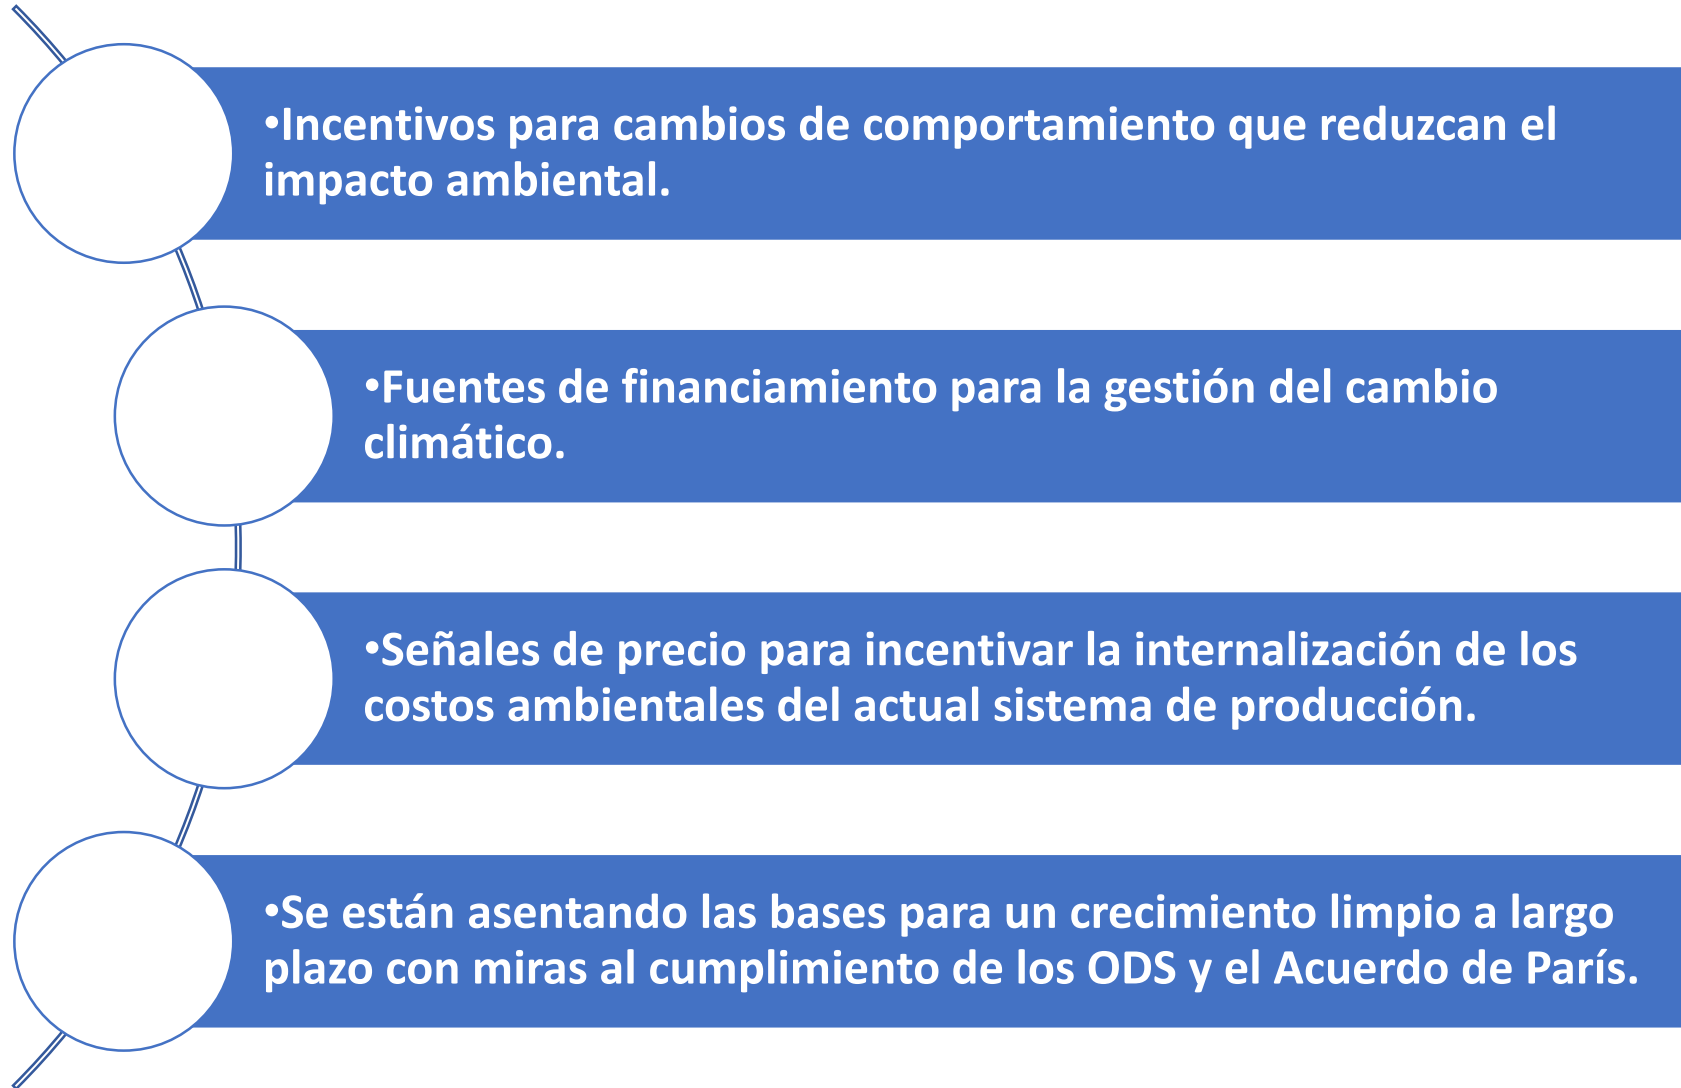 •Incentivos para cambios de comportamiento que reduzcan el
impacto ambiental.
•Fuentes de financiamiento para la gestión del cambio
climático.
•Señales de precio para incentivar la internalización de los
costos ambientales del actual sistema de producción.
•Se están asentando las bases para un crecimiento limpio a largo
plazo con miras al cumplimiento de los ODS y el Acuerdo de París.